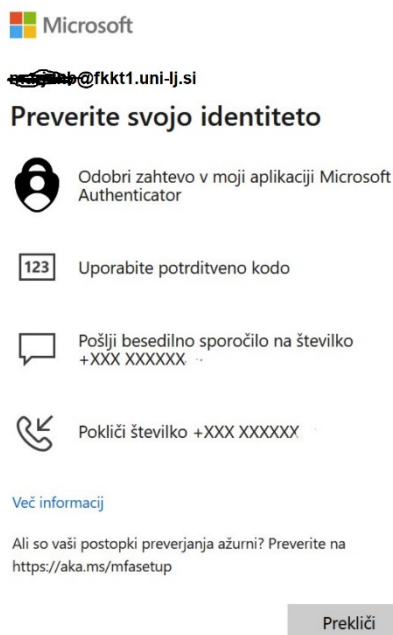 Microsoft
@fkkt1.uni-lj.si
Preverite svojo identiteto
Odobri zahtevo v moji aplikaciji Microsoft
Authenticator
123
Uporabite potrditveno kodo
Pošlji besedilno sporočilo na številko
+XXX XXXXXX
Pokliči številko +XXX XXXXXX
Več informacij
Ali so vaši postopki preverjanja ažurni? Preverite na
https://aka.ms/mfasetup
Prekliči